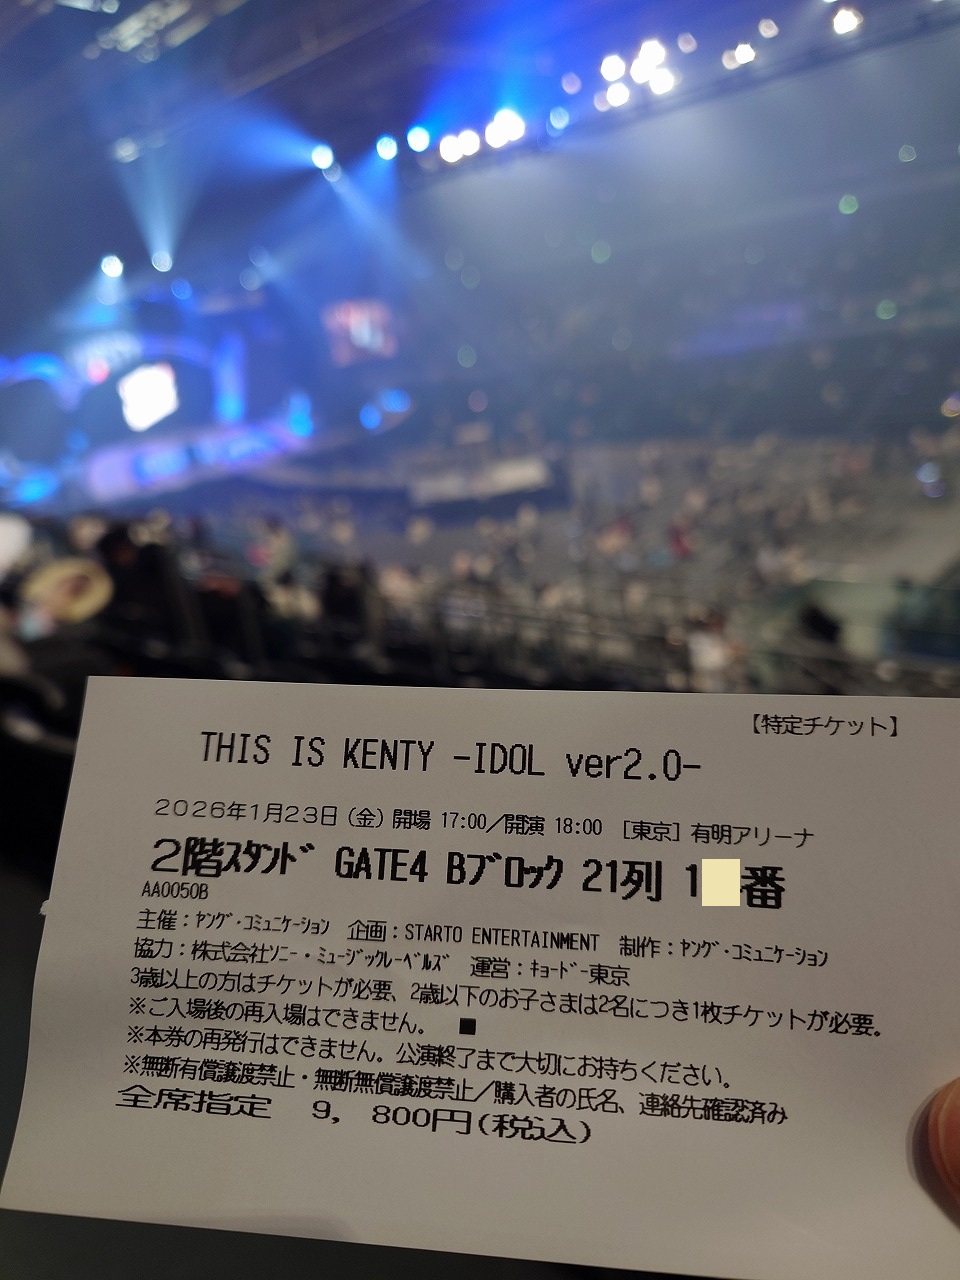 【特定チケット】
THIS IS KENTY -IDOL ver2.0-
2026年1月23日(金) 開場 17:00／開演 18:00 [東京] 有明アリーナ
2階ｽﾀﾝﾄﾞ GATE4 Bﾌﾞﾛｯｸ 21列 1 番
AA0050B
主催：ﾔﾝｸﾞ・ｺﾐｭﾆｹｰｼｮﾝ 企画：STARTO ENTERTAINMENT 制作：ﾔﾝｸﾞ・ｺﾐｭﾆｹｰｼｮﾝ
協力：株式会社ｿﾆｰ・ﾐｭｰｼﾞｯｸﾚｰﾍﾞﾙｽﾞ 運営：ｷｮｰﾄﾞｰ東京
3歳以上の方はチケットが必要、2歳以下のお子さまは2名につき1枚チケットが必要。
※ご入場後の再入場はできません。 ■
※本券の再発行はできません。公演終了まで大切にお持ちください。
※無断有償譲渡禁止・無断無償譲渡禁止／購入者の氏名、連絡先確認済み
全席指定 9, 800円(税込)